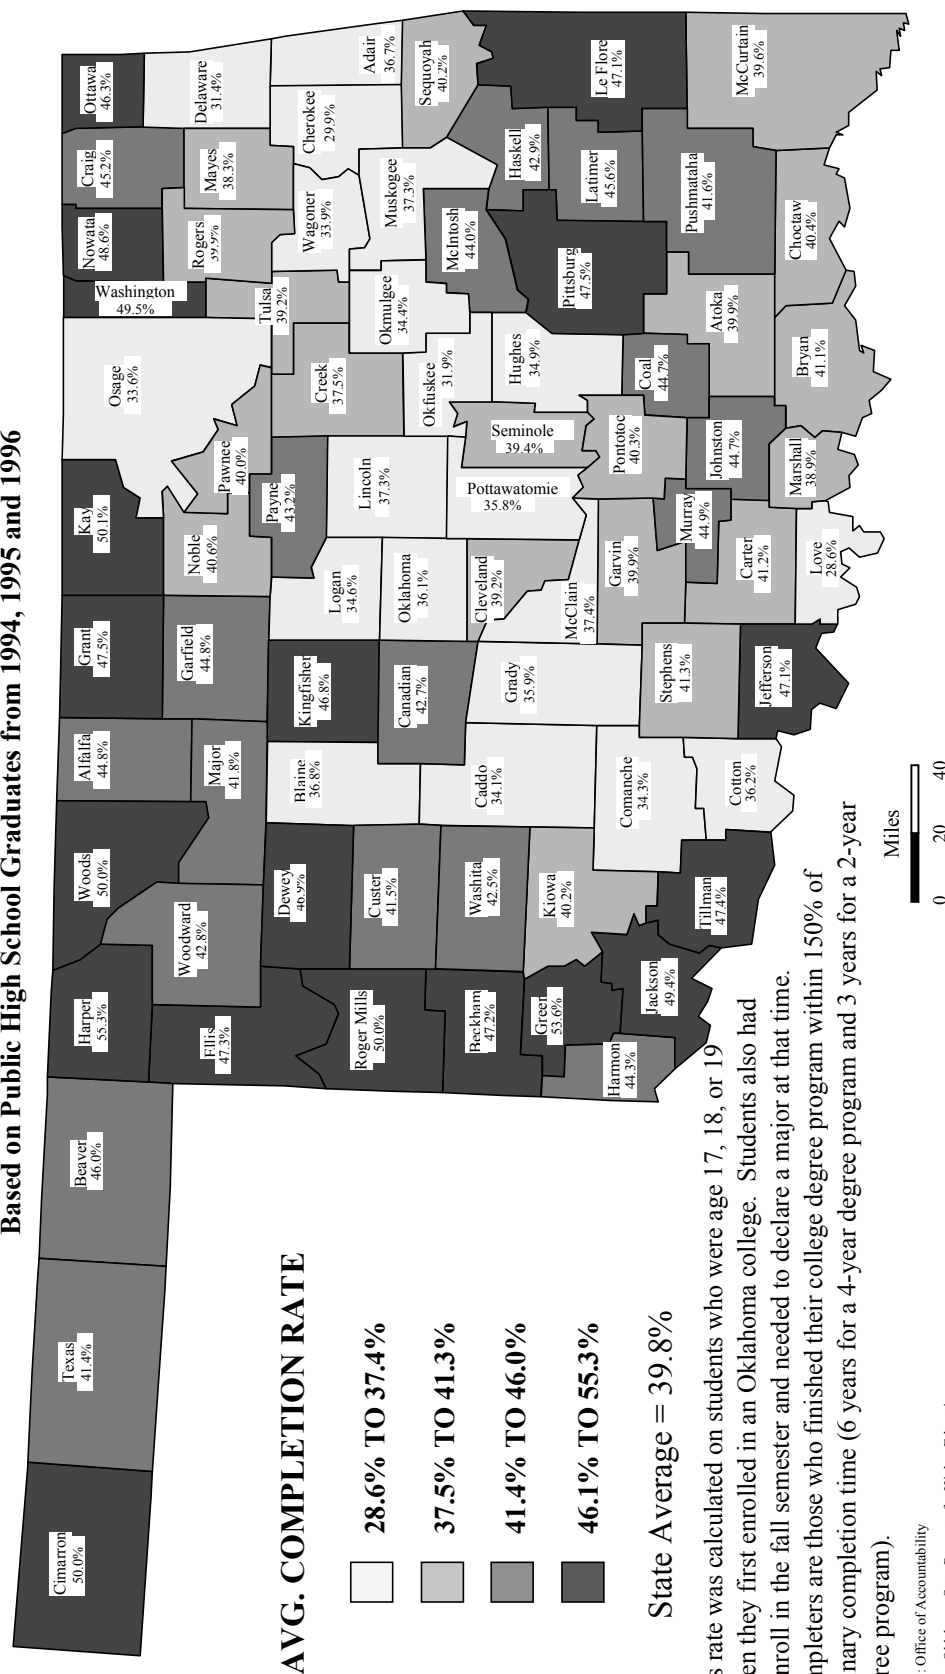 Based on Public High School Graduates from 1994, 1995 and 1996
Cimarron
50.0%
Texas
41.4%
Beaver
46.0%
Harper
55.3%
Woods
50.0%
Alfalfa
44.8%
Grant
47.5%
Kay
50.1%
Osage
33.6%
Washington
49.5%
Nowata
48.6%
Craig
45.2%
Ottawa
46.3%
Ellis
47.3%
Woodward
42.8%
Major
41.8%
Garfield
44.8%
Noble
40.6%
Pawnee
40.0%
Rogers
39.9%
Mayes
38.3%
Delaware
31.4%
Dewey
46.9%
Blaine
36.8%
Kingfisher
46.8%
Logan
34.6%
Payne
43.2%
Creek
37.5%
Tulsa
39.2%
Wagoner
33.9%
Cherokee
29.9%
Adair
36.7%
Roger Mills
50.0%
Custer
41.5%
Canadian
42.7%
Oklahoma
36.1%
Lincoln
37.3%
Okfuskee
31.9%
Okmulgee
34.4%
Muskogee
37.3%
Sequoyah
40.2%
Beckham
47.2%
Washita
42.5%
Caddo
34.1%
Grady
35.9%
Cleveland
39.2%
Pottawatomie
35.8%
Seminole
39.4%
Hughes
34.9%
McIntosh
44.0%
Haskell
42.9%
Le Flore
47.1%
Green
53.6%
Kiowa
40.2%
Comanche
34.3%
McClain
37.4%
Garvin
39.9%
Pontotoc
40.3%
Coal
44.7%
Pittsburg
47.5%
Latimer
45.6%
Harmon
44.3%
Jackson
49.4%
Tillman
47.4%
Cotton
36.2%
Stephens
41.3%
Murray
44.9%
Johnston
44.7%
Atoka
39.9%
Pushmataha
41.6%
McCurtain
39.6%
Jefferson
47.1%
Carter
41.2%
Love
28.6%
Marshall
38.9%
Bryan
41.1%
Choctaw
40.4%
AVG. COMPLETION RATE
28.6% TO 37.4%
37.5% TO 41.3%
41.4% TO 46.0%
46.1% TO 55.3%
State Average = 39.8%
s rate was calculated on students who were age 17, 18, or 19
en they first enrolled in an Oklahoma college. Students also had
nroll in the fall semester and needed to declare a major at that time.
mpleters are those who finished their college degree program within 150% of
nary completion time (6 years for a 4-year degree program and 3 years for a 2-year
ree program).
Miles
0 20 40
: Office of Accountability